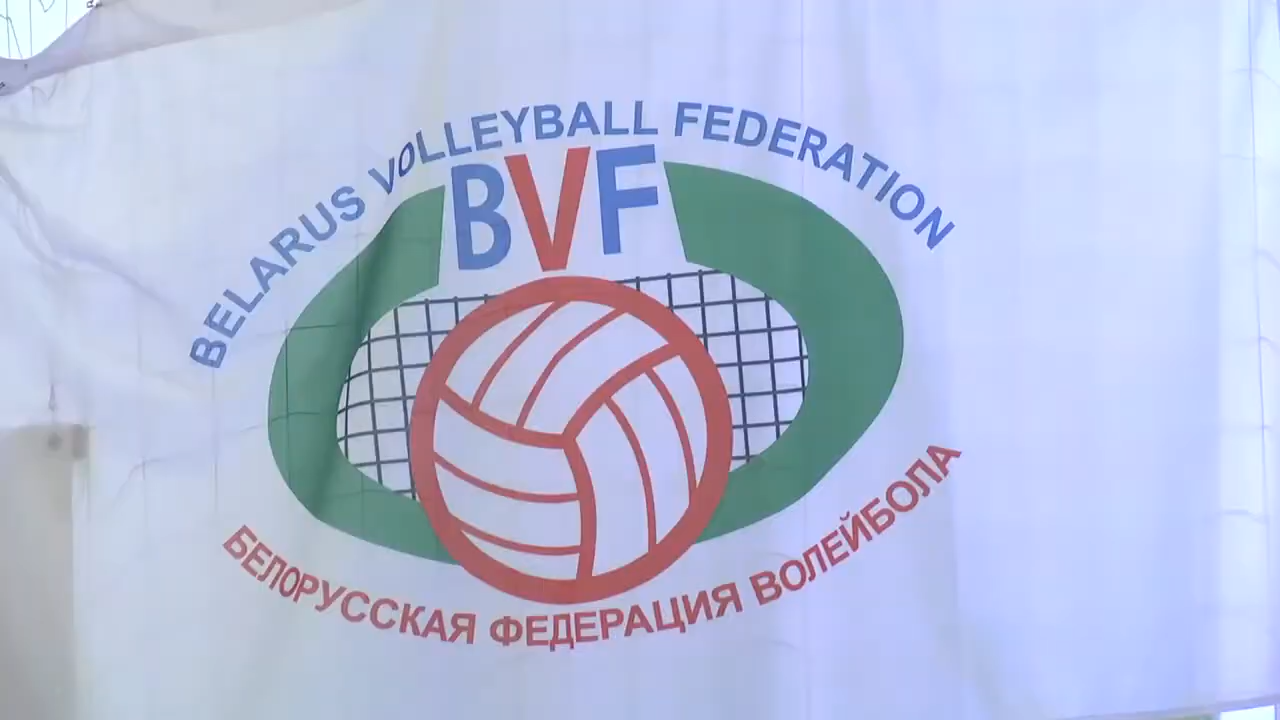 BELARUS VOLLEYBALL FEDERATION
BVF
БЕЛОРУССКАЯ ФЕДЕРАЦИЯ ВОЛЕЙБОЛА